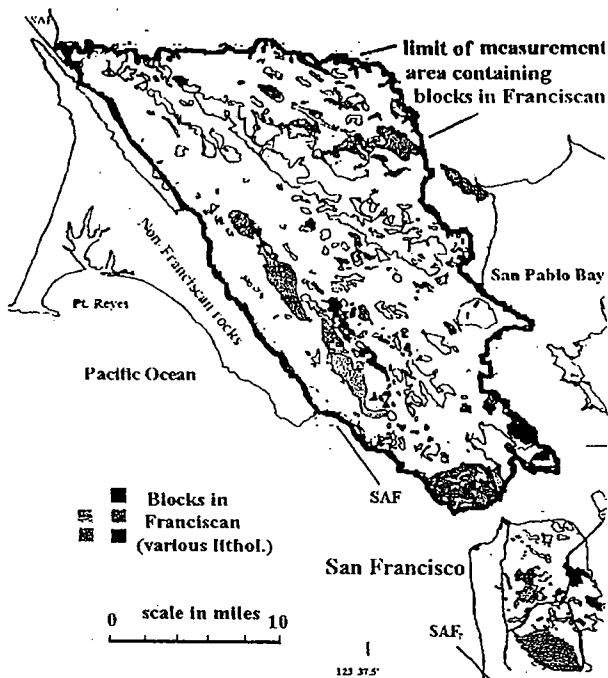 SAF
limit of measurement
area containing
blocks in Franciscan
Non Franciscan rocks
San Pablo Bay
Pt. Reyes
Pacific Ocean
SAF
Blocks in
Franciscan
(various lithol.)
San Francisco
scale in miles
0 10
SAF
123 37.5'